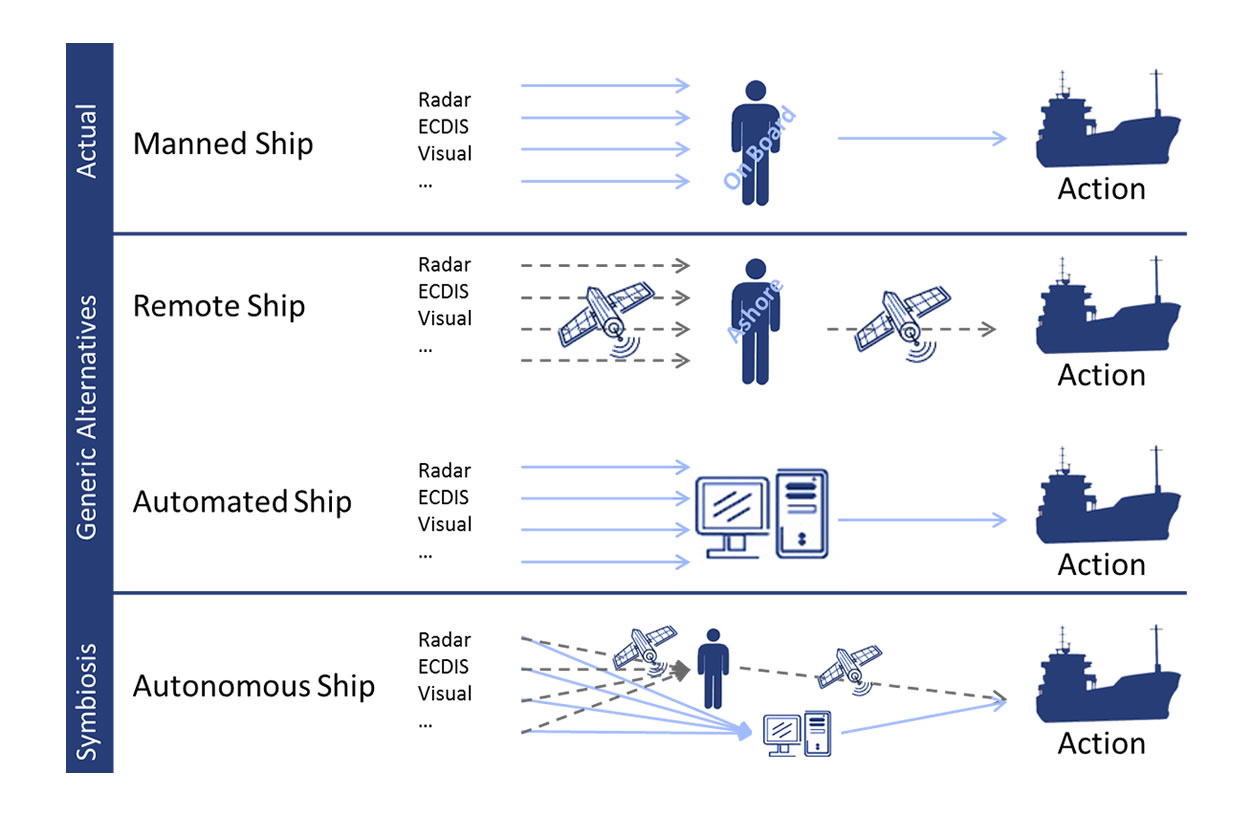 Actual
Manned Ship
Radar
ECDIS
Visual
...
On Board
Action
Generic Alternatives
Remote Ship
Radar
ECDIS
Visual
...
Ashore
Action
Automated Ship
Radar
ECDIS
Visual
...
Action
Symbiosis
Autonomous Ship
Radar
ECDIS
Visual
...
Action